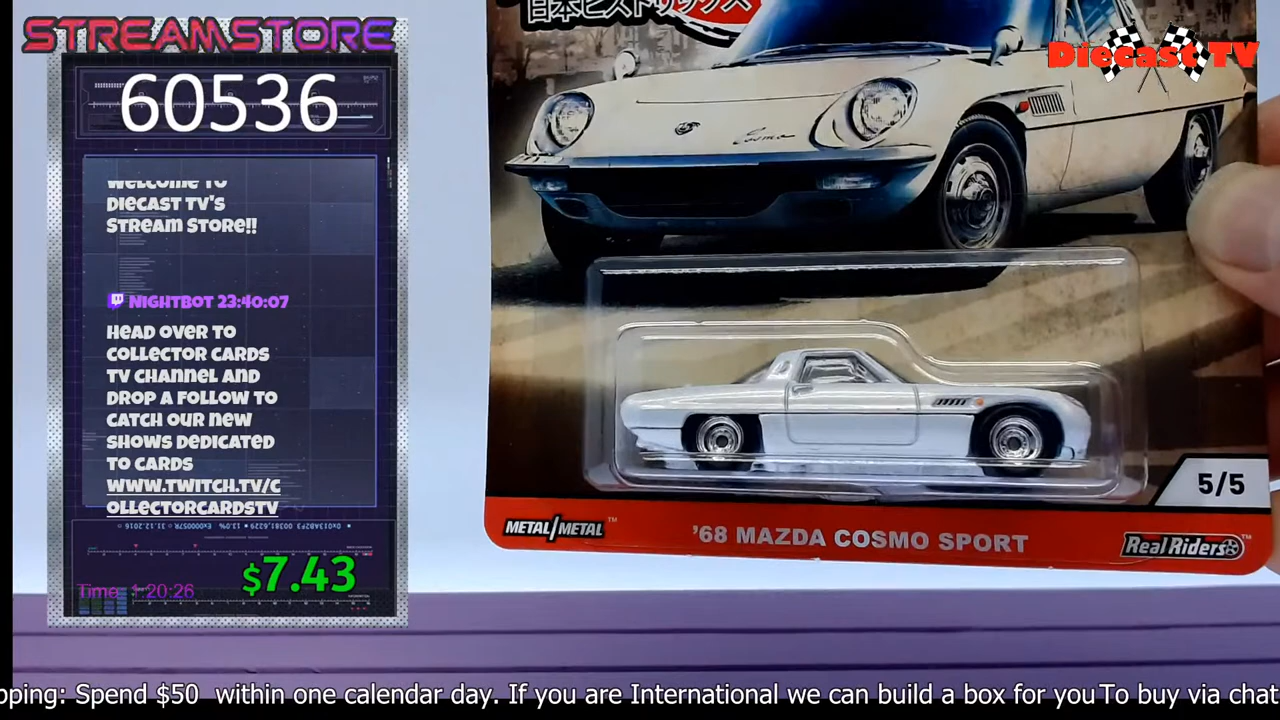 STREAMSTORE
60536
WELCOME TO
DIECAST TV'S
STREAM STORE!!
NIGHTBOT 23:40:07
HEAD OVER TO
COLLECTOR CARDS
TV CHANNEL AND
DROP A FOLLOW TO
CATCH OUR NEW
SHOWS DEDICATED
TO CARDS
WWW.TWITCH.TV/C
OLLECTORCARDSTV
Time: 1:20:26
$7.43
日本ヒストリックス
Diecast TV
Cosmo
5/5
METAL/METAL™
'68 MAZDA COSMO SPORT
Real Riders™
pping: Spend $50 within one calendar day. If you are International we can build a box for you To buy via chat